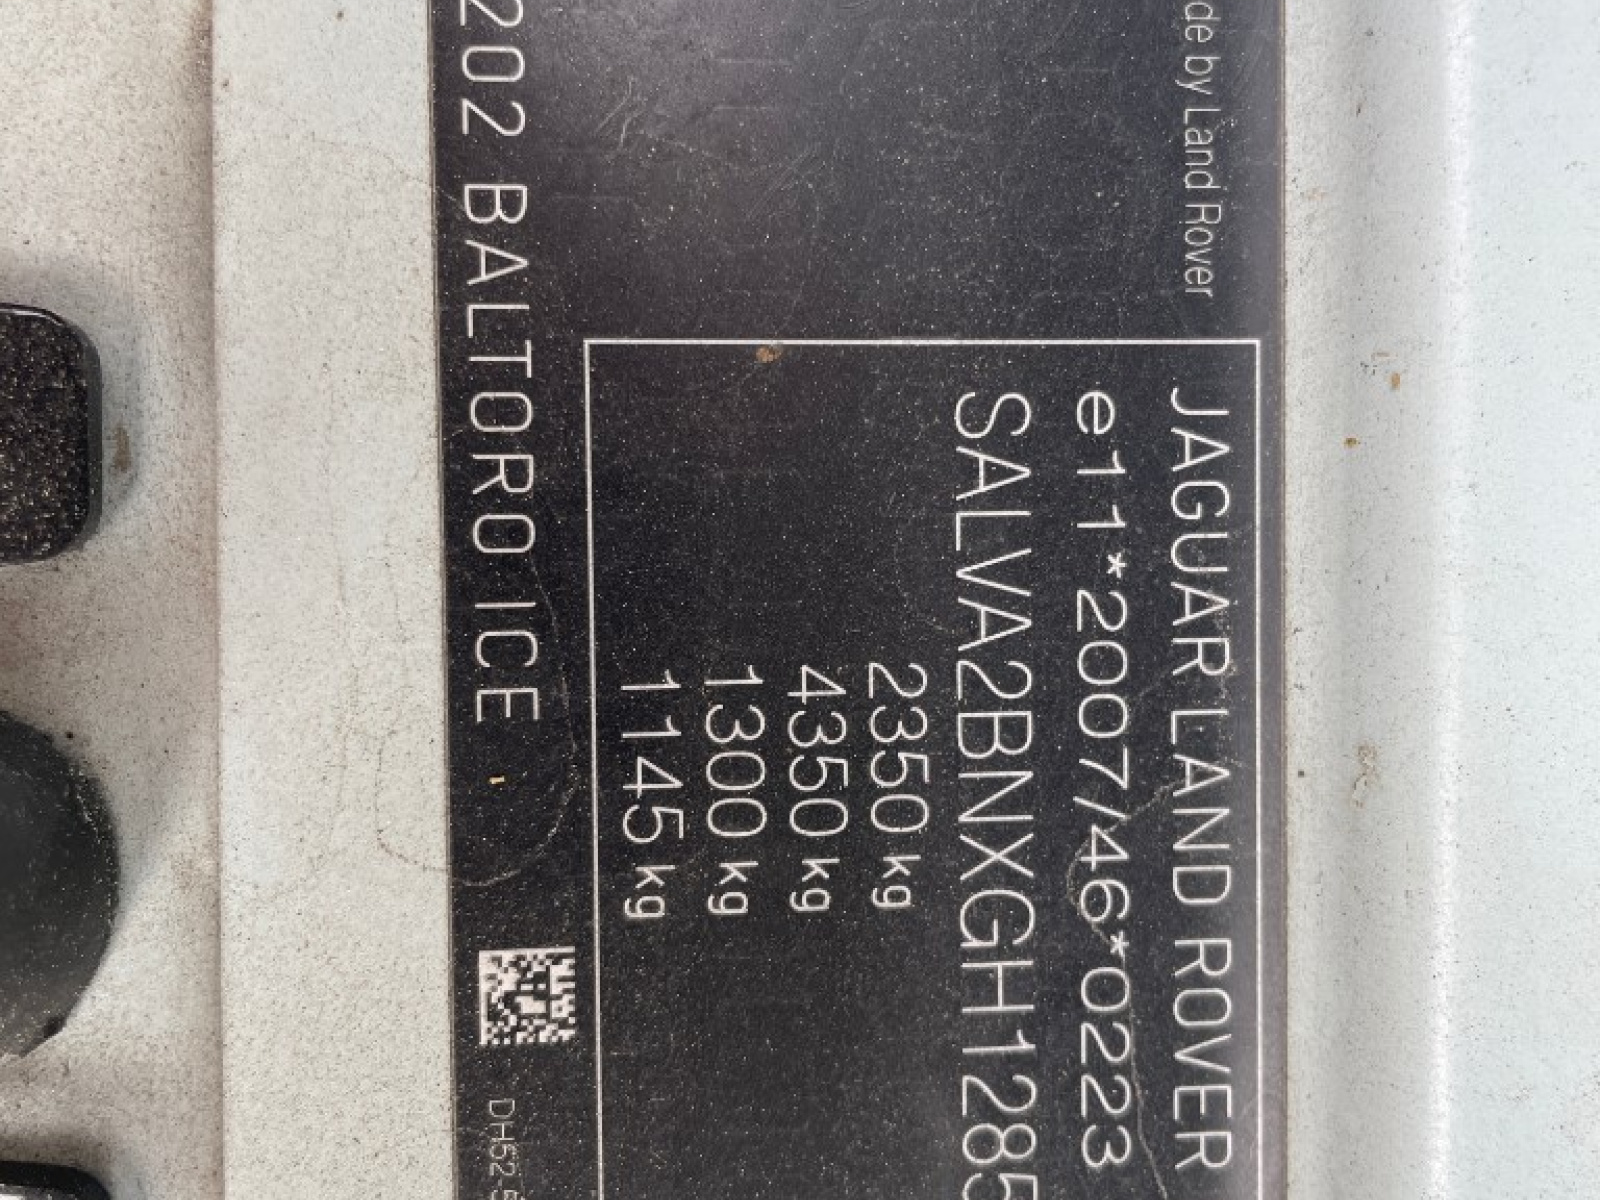 de by Land Rover
JAGUAR LAND ROVER
e11*2007/46*0223
SALVA2BNXGH1285
2350 kg
4350 kg
1300 kg
1145 kg
202 BALTORO ICE
DH52-5